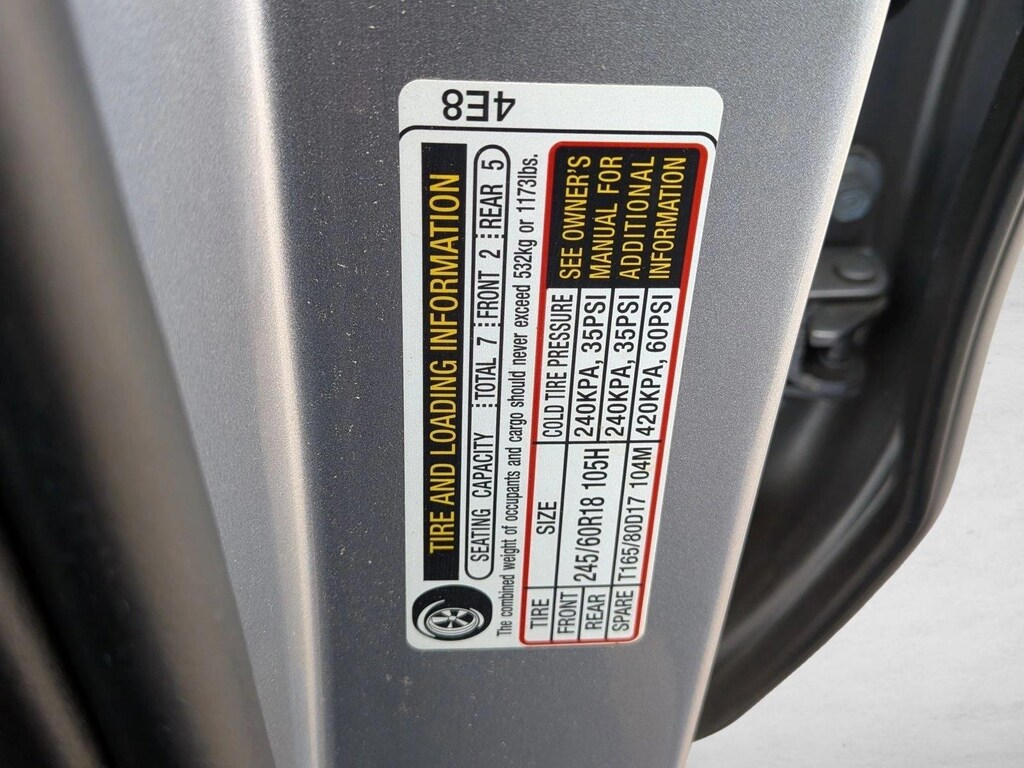 4E8
TIRE AND LOADING INFORMATION
SEATING CAPACITY TOTAL 7 FRONT 2 REAR 5
The combined weight of occupants and cargo should never exceed 532kg or 1173lbs.
TIRE SIZE COLD TIRE PRESSURE
FRONT 245/60R18 105H 240KPA, 35PSI
REAR 240KPA, 35PSI
SPARE T165/80D17 104M 420KPA, 60PSI
SEE OWNER'S
MANUAL FOR
ADDITIONAL
INFORMATION